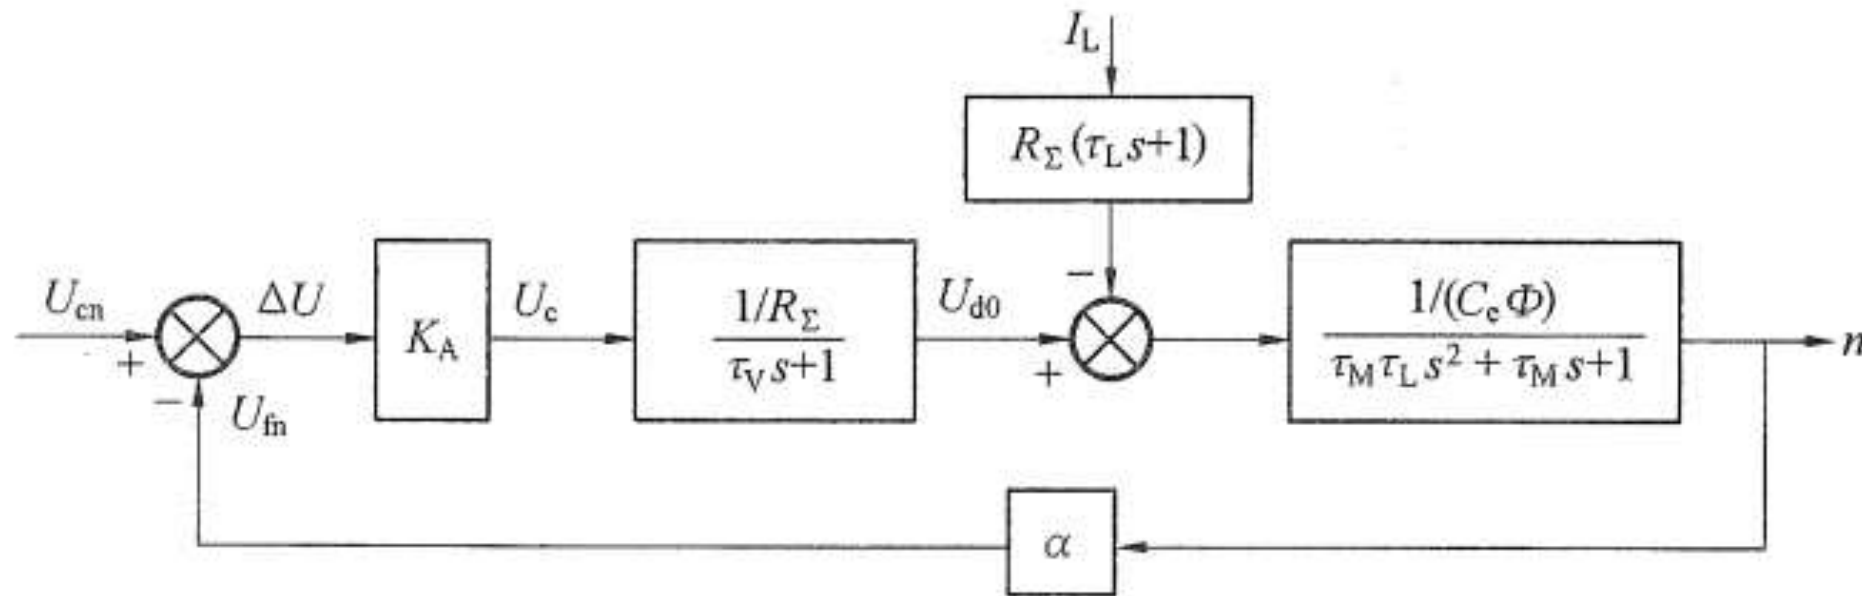 I_L
R_Σ(τ_L s+1)
U_cn
+
−
ΔU
K_A
U_c
1/R_Σ
τ_V s+1
U_d0
+
−
1/(C_e Φ)
τ_M τ_L s² + τ_M s+1
n
U_fn
α